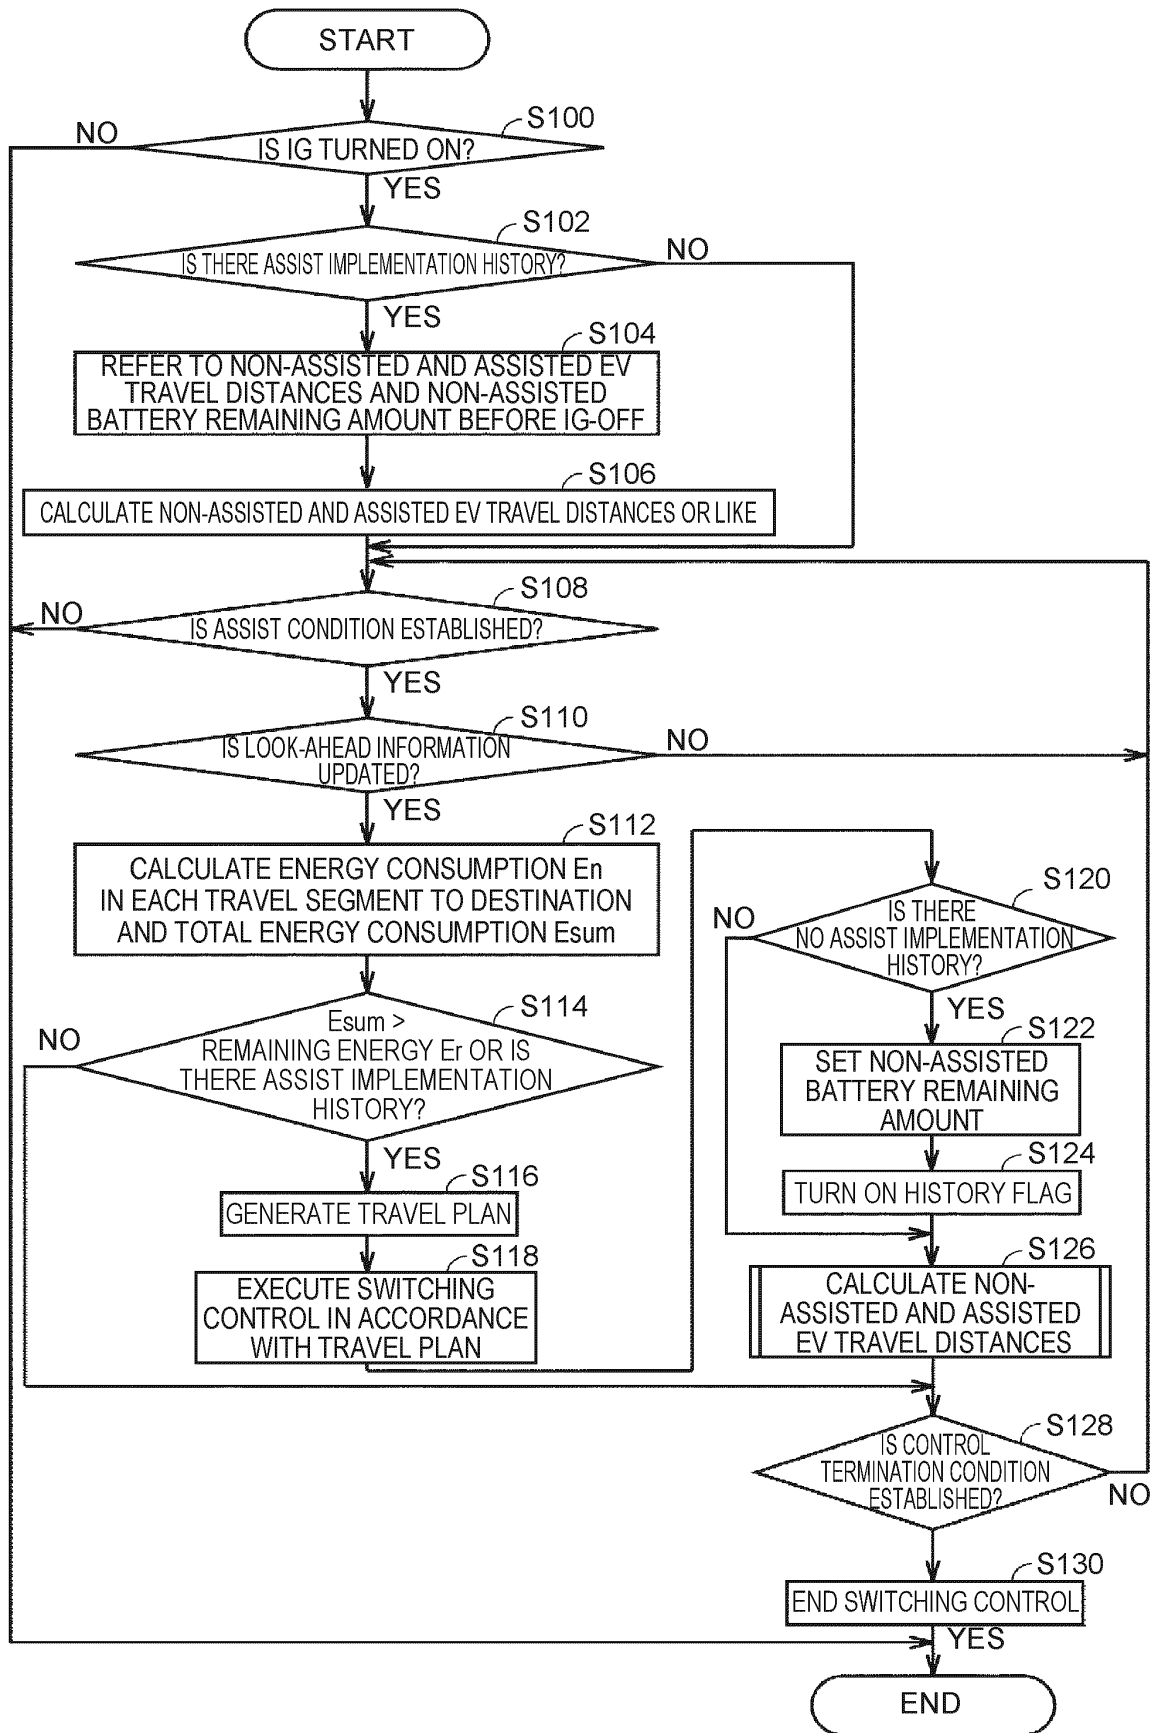 START
S100
NO
IS IG TURNED ON?
YES
S102
IS THERE ASSIST IMPLEMENTATION HISTORY?
NO
YES
S104
REFER TO NON-ASSISTED AND ASSISTED EV
TRAVEL DISTANCES AND NON-ASSISTED
BATTERY REMAINING AMOUNT BEFORE IG-OFF
S106
CALCULATE NON-ASSISTED AND ASSISTED EV TRAVEL DISTANCES OR LIKE
S108
NO
IS ASSIST CONDITION ESTABLISHED?
YES
S110
IS LOOK-AHEAD INFORMATION
UPDATED?
NO
YES
S112
CALCULATE ENERGY CONSUMPTION En
IN EACH TRAVEL SEGMENT TO DESTINATION
AND TOTAL ENERGY CONSUMPTION Esum
S114
NO
Esum >
REMAINING ENERGY Er OR IS
THERE ASSIST IMPLEMENTATION
HISTORY?
YES
S116
GENERATE TRAVEL PLAN
S118
EXECUTE SWITCHING
CONTROL IN ACCORDANCE
WITH TRAVEL PLAN
S120
NO
IS THERE
NO ASSIST IMPLEMENTATION
HISTORY?
YES
S122
SET NON-ASSISTED
BATTERY REMAINING
AMOUNT
S124
TURN ON HISTORY FLAG
S126
CALCULATE NON-
ASSISTED AND ASSISTED
EV TRAVEL DISTANCES
S128
IS CONTROL
TERMINATION CONDITION
ESTABLISHED?
NO
S130
END SWITCHING CONTROL
YES
END